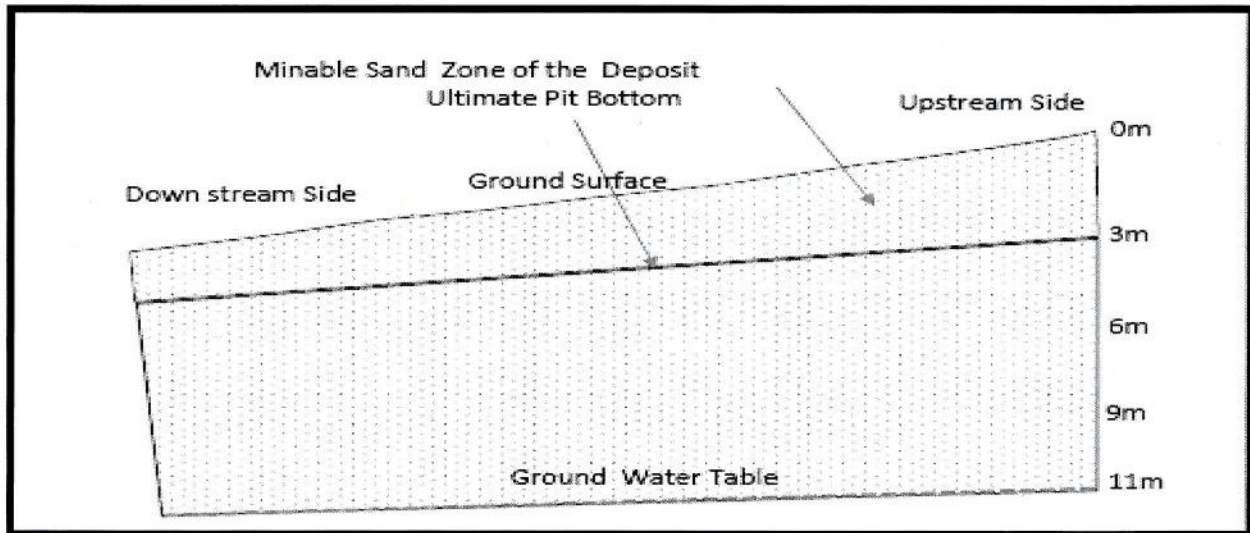 Minable Sand Zone of the Deposit
Ultimate Pit Bottom
Upstream Side
0m
Down stream Side
Ground Surface
3m
6m
9m
Ground Water Table
11m